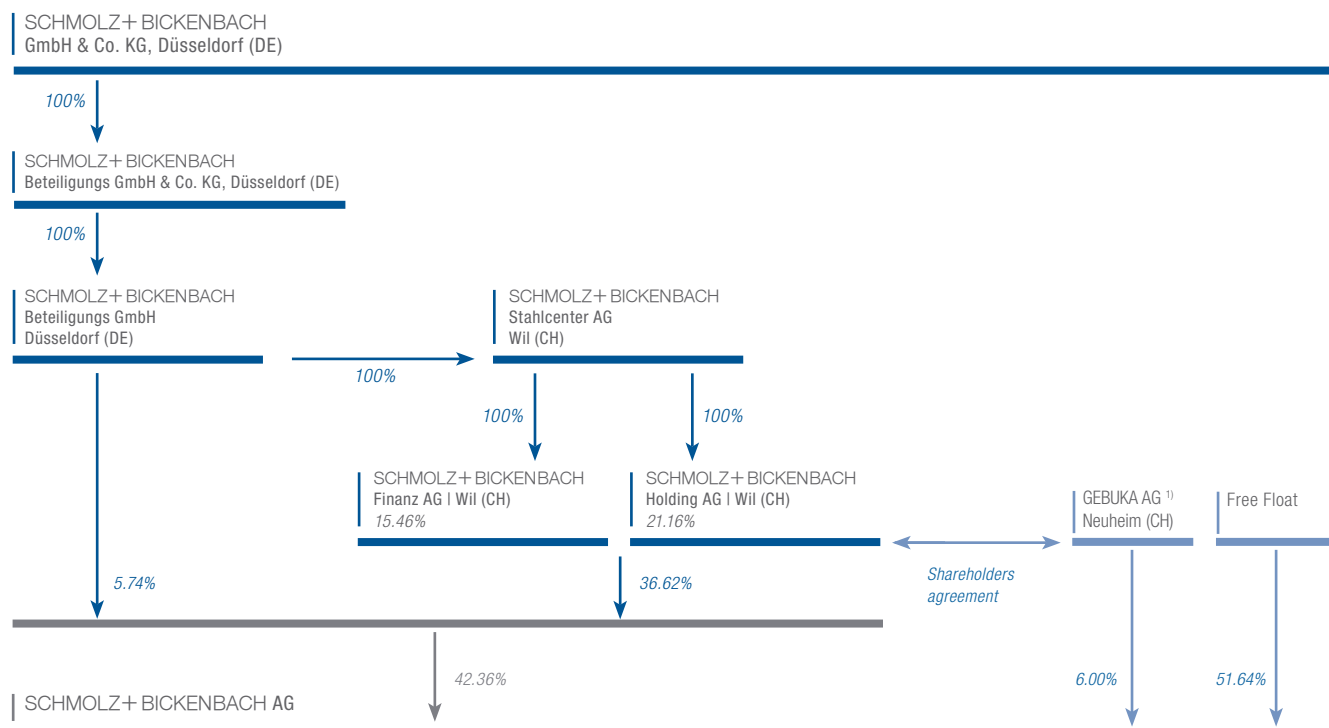 SCHMOLZ+ BICKENBACH
GmbH & Co. KG, Düsseldorf (DE)
100%
SCHMOLZ+ BICKENBACH
Beteiligungs GmbH & Co. KG, Düsseldorf (DE)
100%
SCHMOLZ+ BICKENBACH
Beteiligungs GmbH
Düsseldorf (DE)
SCHMOLZ+ BICKENBACH
Stahlcenter AG
Wil (CH)
100%
100%
100%
SCHMOLZ+ BICKENBACH
Finanz AG | Wil (CH)
15.46%
SCHMOLZ+ BICKENBACH
Holding AG | Wil (CH)
21.16%
GEBUKA AG 1)
Neuheim (CH)
Free Float
Shareholders
agreement
5.74%
36.62%
42.36%
6.00%
51.64%
SCHMOLZ+ BICKENBACH AG